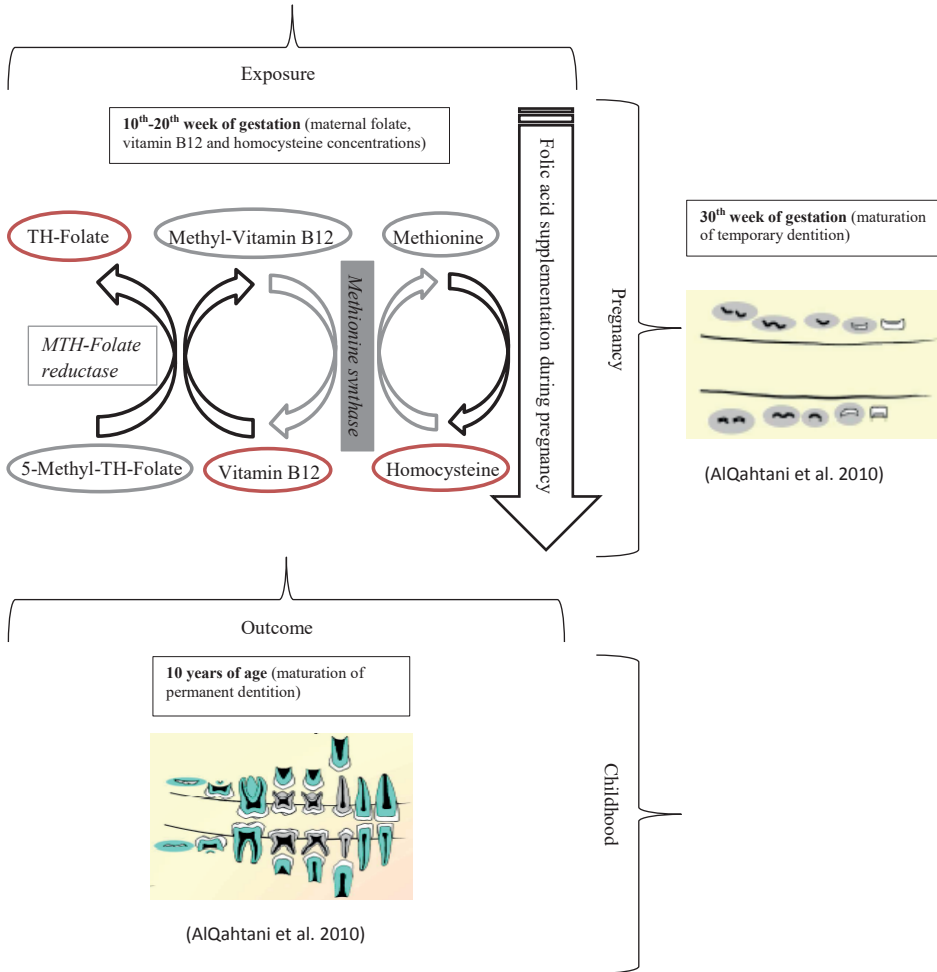 Exposure
10th-20th week of gestation (maternal folate,
vitamin B12 and homocysteine concentrations)
TH-Folate
Methyl-Vitamin B12
Methionine
MTH-Folate
reductase
Methionine synthase
5-Methyl-TH-Folate
Vitamin B12
Homocysteine
Folic acid supplementation during pregnancy
Pregnancy
30th week of gestation (maturation
of temporary dentition)
(AlQahtani et al. 2010)
Outcome
10 years of age (maturation of
permanent dentition)
(AlQahtani et al. 2010)
Childhood